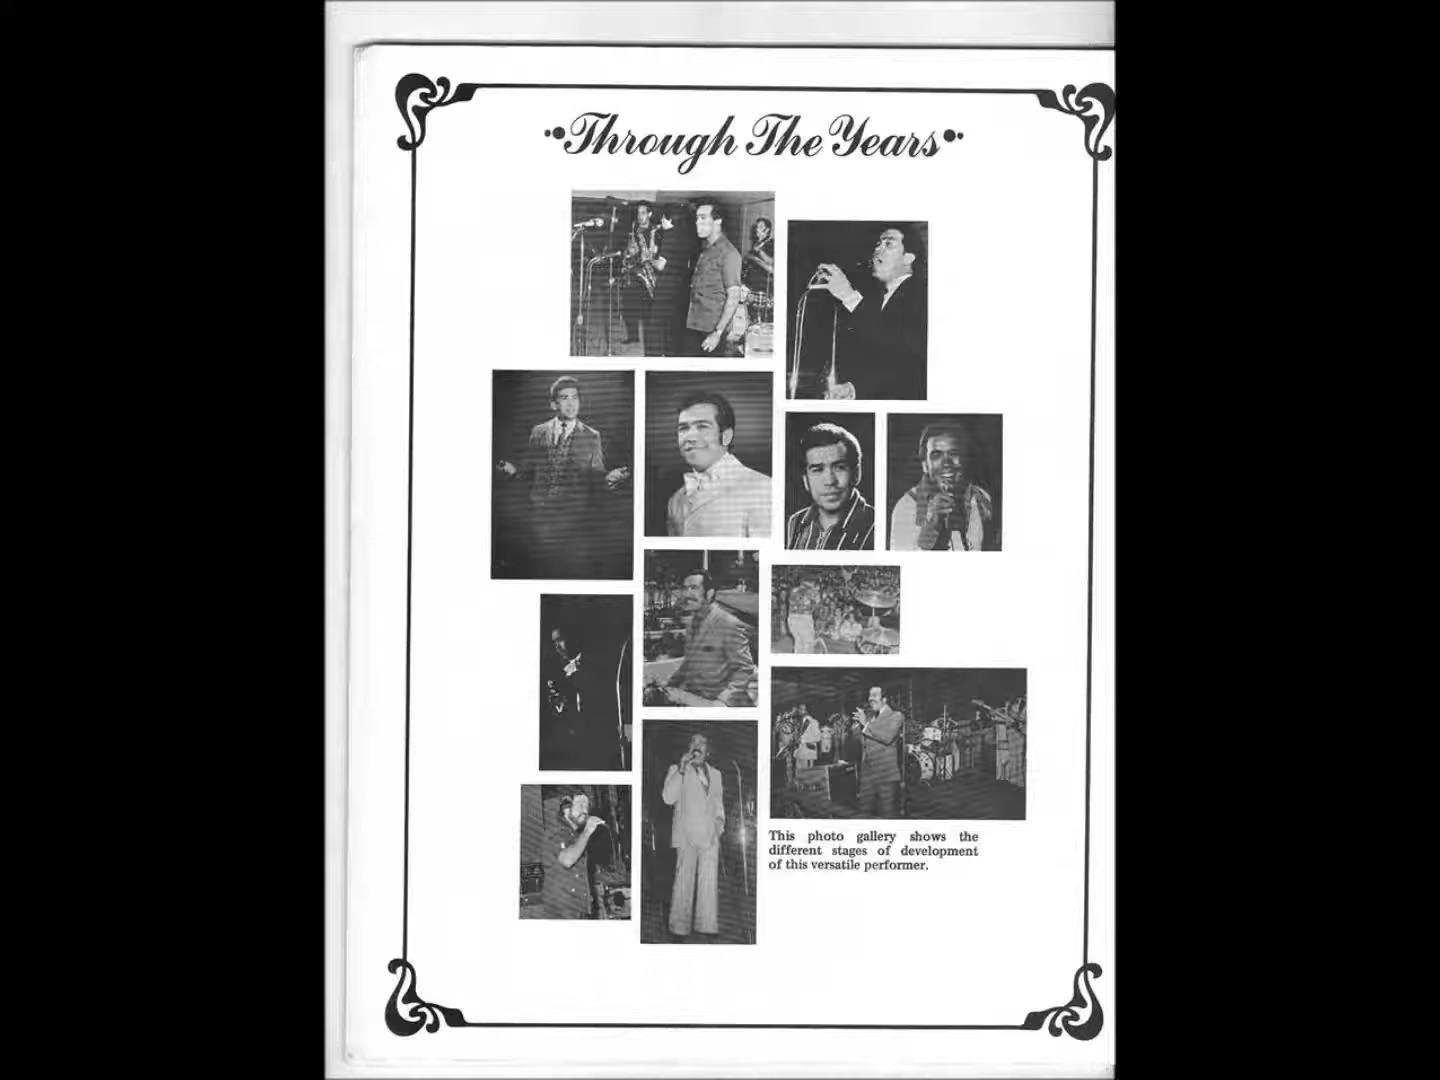 Through The Years
This photo gallery shows the
different stages of development
of this versatile performer.